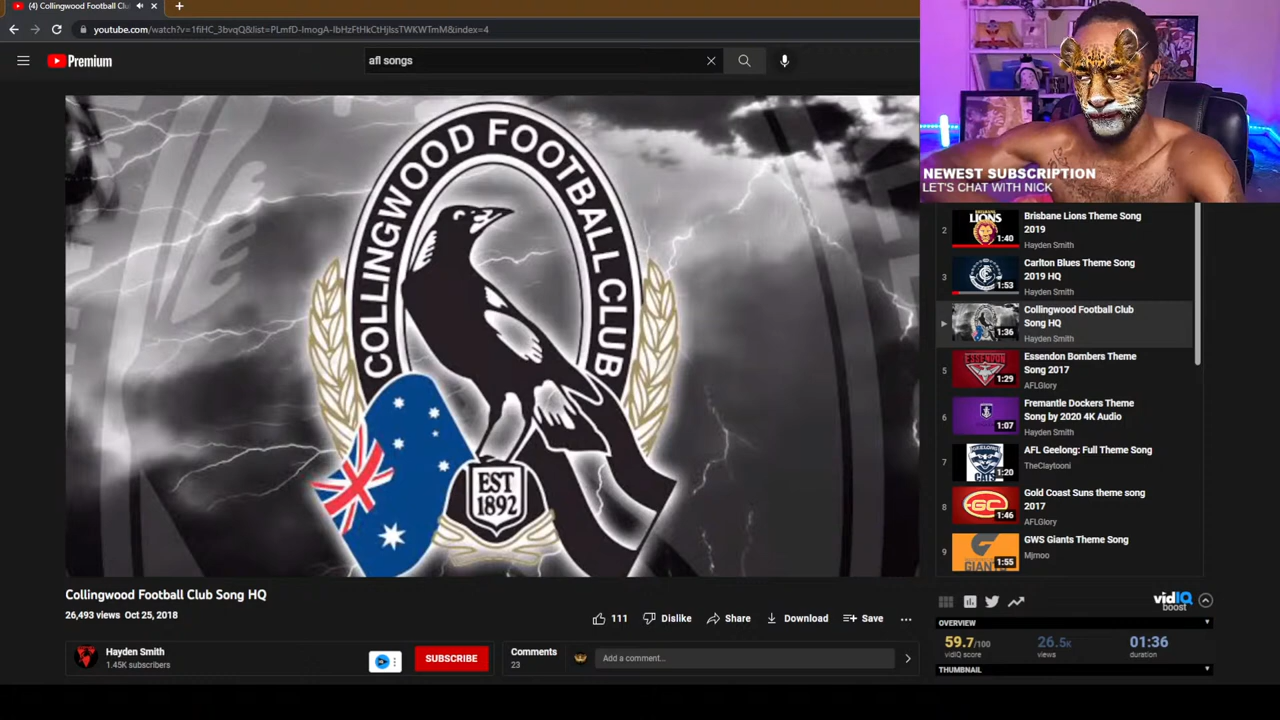 (4) Collingwood Football Clu
youtube.com/watch?v=1fiHC_3bvqQ&list=PLmfD-ImogA-IbHzFtHkCtHjIssTWKWTmM&index=4
Premium
afl songs
COLLINGWOOD FOOTBALL CLUB
EST
1892
NEWEST SUBSCRIPTION
LET'S CHAT WITH NICK
2
LIONS
1:40
Brisbane Lions Theme Song
2019
Hayden Smith
3
1:53
Carlton Blues Theme Song
2019 HQ
Hayden Smith
1:36
Collingwood Football Club
Song HQ
Hayden Smith
5
ESSENDON
1:29
Essendon Bombers Theme
Song 2017
AFLGlory
6
1:07
Fremantle Dockers Theme
Song by 2020 4K Audio
Hayden Smith
7
CATS
1:20
AFL Geelong: Full Theme Song
TheClaytooni
8
GC
1:46
Gold Coast Suns theme song
2017
AFLGlory
9
GIANTS
1:55
GWS Giants Theme Song
Mjmoo
Collingwood Football Club Song HQ
26,493 views Oct 25, 2018
111
Dislike
Share
Download
Save
Hayden Smith
1.45K subscribers
SUBSCRIBE
Comments
23
Add a comment...
vidIQ
boost
OVERVIEW
59.7/100
vidIQ score
26.5K
views
01:36
duration
THUMBNAIL